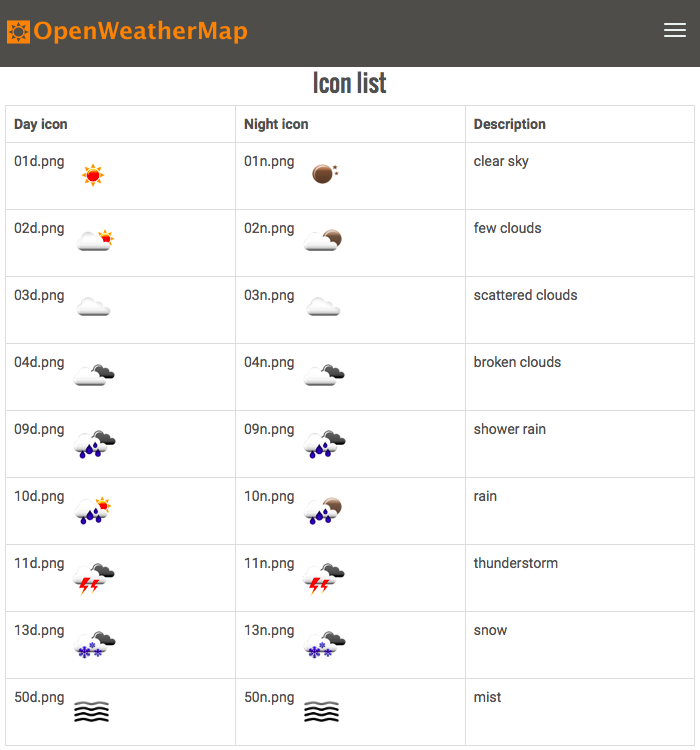 OpenWeatherMap
Icon list
Day icon Night icon Description
01d.png 01n.png clear sky
02d.png 02n.png few clouds
03d.png 03n.png scattered clouds
04d.png 04n.png broken clouds
09d.png 09n.png shower rain
10d.png 10n.png rain
11d.png 11n.png thunderstorm
13d.png 13n.png snow
50d.png 50n.png mist